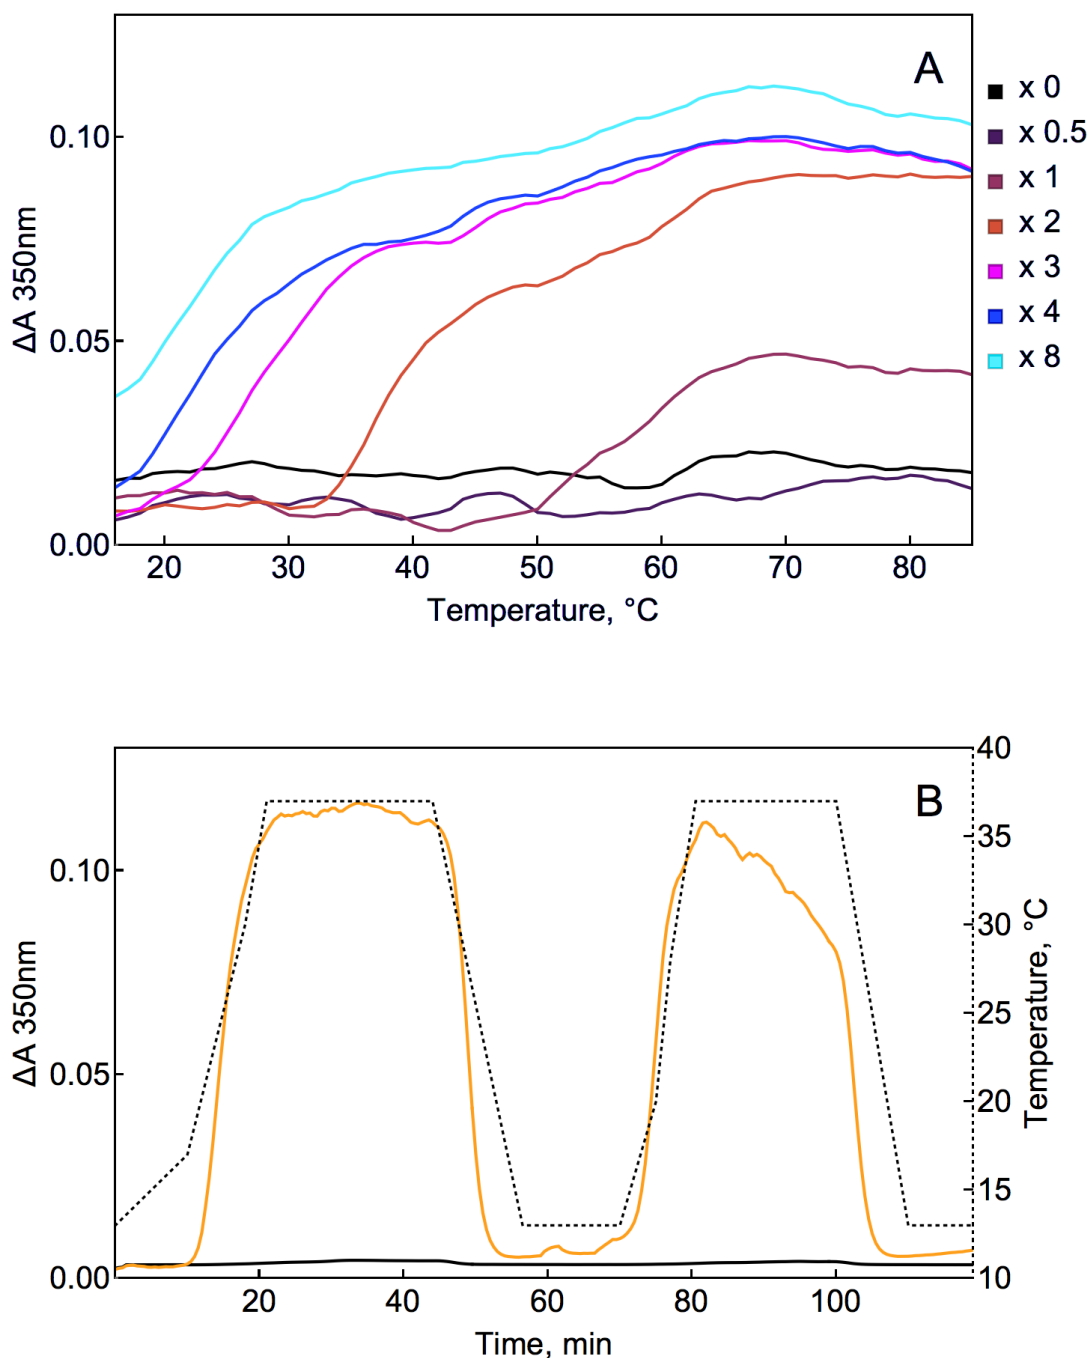 A
x 0
x 0.5
x 1
x 2
x 3
x 4
x 8
0.10
0.05
0.00
ΔA 350nm
20 30 40 50 60 70 80
Temperature, °C
B
0.10
0.05
0.00
ΔA 350nm
40
35
30
25
20
15
10
Temperature, °C
20 40 60 80 100
Time, min